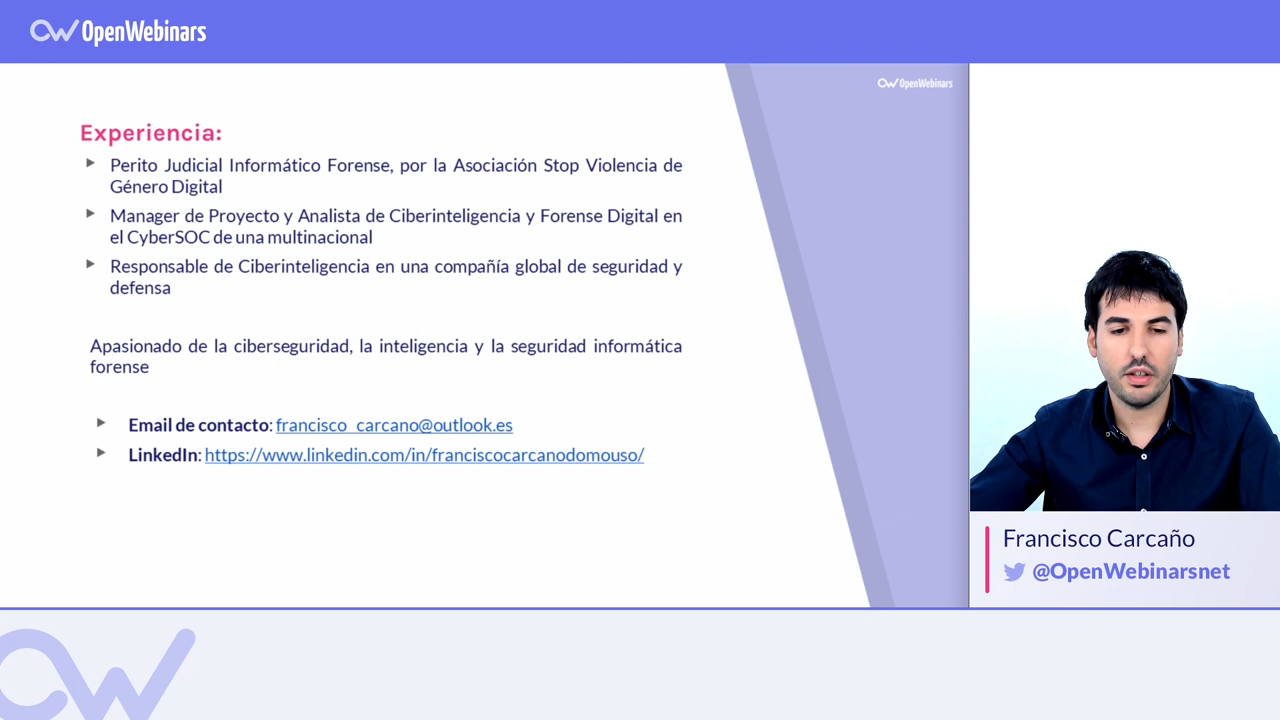 OpenWebinars
OpenWebinars
Experiencia:
Perito Judicial Informático Forense, por la Asociación Stop Violencia de
Género Digital
Manager de Proyecto y Analista de Ciberinteligencia y Forense Digital en
el CyberSOC de una multinacional
Responsable de Ciberinteligencia en una compañía global de seguridad y
defensa
Apasionado de la ciberseguridad, la inteligencia y la seguridad informática
forense
Email de contacto: francisco_carcano@outlook.es
LinkedIn: https://www.linkedin.com/in/franciscocarcanodomouso/
Francisco Carcaño
@OpenWebinarsnet